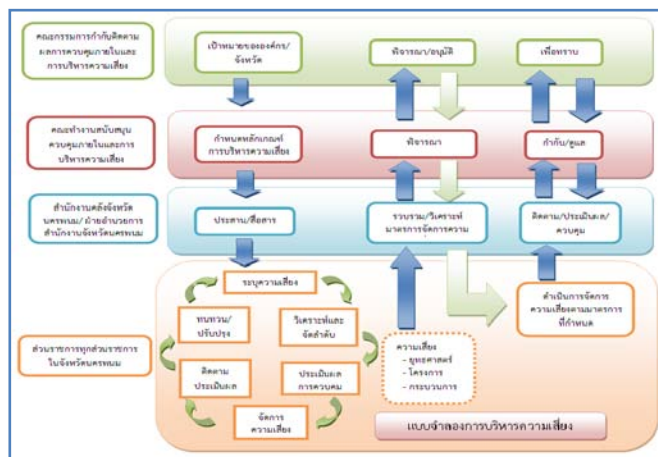 คณะกรรมการกำกับติดตาม
ผลการควบคุมภายในและ
การบริหารความเสี่ยง
เป้าหมายขององค์กร/
จังหวัด
พิจารณา/อนุมัติ
เพื่อทราบ
คณะทำงานสนับสนุน
ควบคุมภายในและการ
บริหารความเสี่ยง
กำหนดหลักเกณฑ์
การบริหารความเสี่ยง
พิจารณา
กำกับ/ดูแล
สำนักงานคลังจังหวัด
นครพนม/ ฝ่ายอำนวยการ
สำนักงานจังหวัดนครพนม
ประสาน/สื่อสาร
รวบรวม/วิเคราะห์
มาตรการจัดการความ
ติดตาม/ประเมินผล/
ควบคุม
ส่วนราชการทุกส่วนราชการ
ในจังหวัดนครพนม
ระบุความเสี่ยง
ทบทวน/
ปรับปรุง
วิเคราะห์และ
จัดลำดับ
ติดตาม
ประเมินผล
ประเมินผล
การควบคุม
จัดการ
ความเสี่ยง
ความเสี่ยง
- ยุทธศาสตร์
- โครงการ
- กระบวนการ
ดำเนินการจัดการ
ความเสี่ยงตามมาตรการ
ที่กำหนด
แบบจำลองการบริหารความเสี่ยง